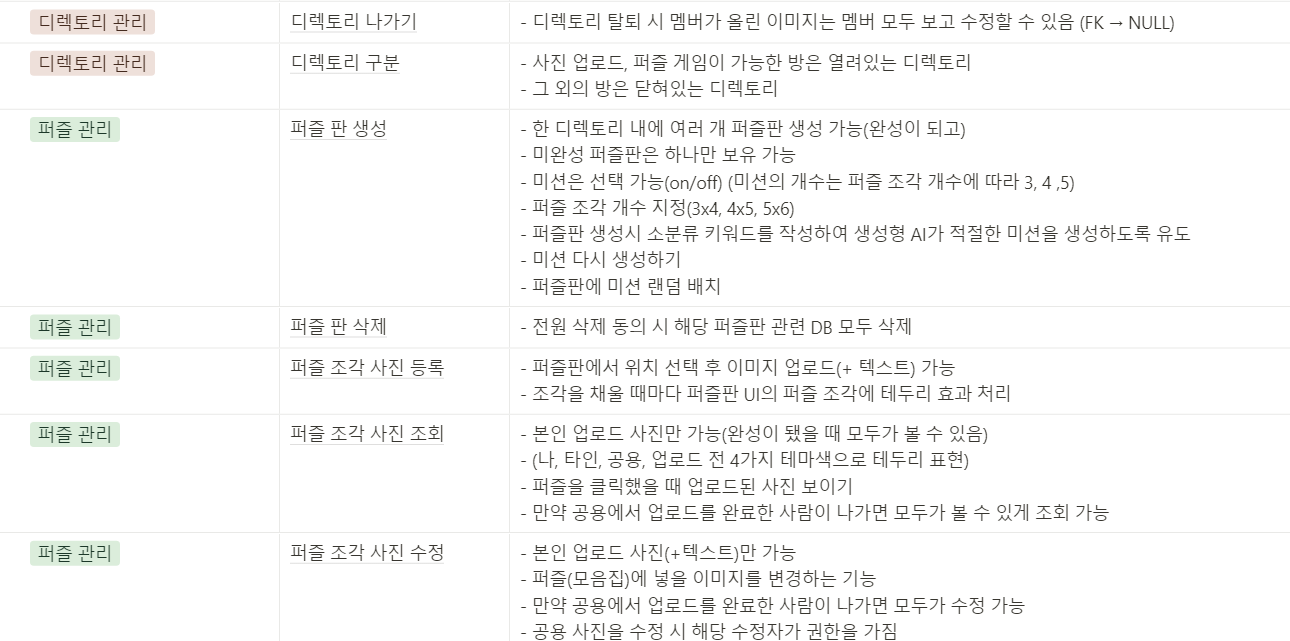 디렉토리 관리 디렉토리 나가기 - 디렉토리 탈퇴 시 멤버가 올린 이미지는 멤버 모두 보고 수정할 수 있음 (FK → NULL)
디렉토리 관리 디렉토리 구분 - 사진 업로드, 퍼즐 게임이 가능한 방은 열려있는 디렉토리
- 그 외의 방은 닫혀있는 디렉토리
퍼즐 관리 퍼즐 판 생성 - 한 디렉토리 내에 여러 개 퍼즐판 생성 가능(완성이 되고)
- 미완성 퍼즐판은 하나만 보유 가능
- 미션은 선택 가능(on/off) (미션의 개수는 퍼즐 조각 개수에 따라 3, 4 ,5)
- 퍼즐 조각 개수 지정(3x4, 4x5, 5x6)
- 퍼즐판 생성시 소분류 키워드를 작성하여 생성형 AI가 적절한 미션을 생성하도록 유도
- 미션 다시 생성하기
- 퍼즐판에 미션 랜덤 배치
퍼즐 관리 퍼즐 판 삭제 - 전원 삭제 동의 시 해당 퍼즐판 관련 DB 모두 삭제
퍼즐 관리 퍼즐 조각 사진 등록 - 퍼즐판에서 위치 선택 후 이미지 업로드(+ 텍스트) 가능
- 조각을 채울 때마다 퍼즐판 UI의 퍼즐 조각에 테두리 효과 처리
퍼즐 관리 퍼즐 조각 사진 조회 - 본인 업로드 사진만 가능(완성이 됐을 때 모두가 볼 수 있음)
- (나, 타인, 공용, 업로드 전 4가지 테마색으로 테두리 표현)
- 퍼즐을 클릭했을 때 업로드된 사진 보이기
- 만약 공용에서 업로드를 완료한 사람이 나가면 모두가 볼 수 있게 조회 가능
퍼즐 관리 퍼즐 조각 사진 수정 - 본인 업로드 사진(+텍스트)만 가능
- 퍼즐(모음집)에 넣을 이미지를 변경하는 기능
- 만약 공용에서 업로드를 완료한 사람이 나가면 모두가 수정 가능
- 공용 사진을 수정 시 해당 수정자가 권한을 가짐